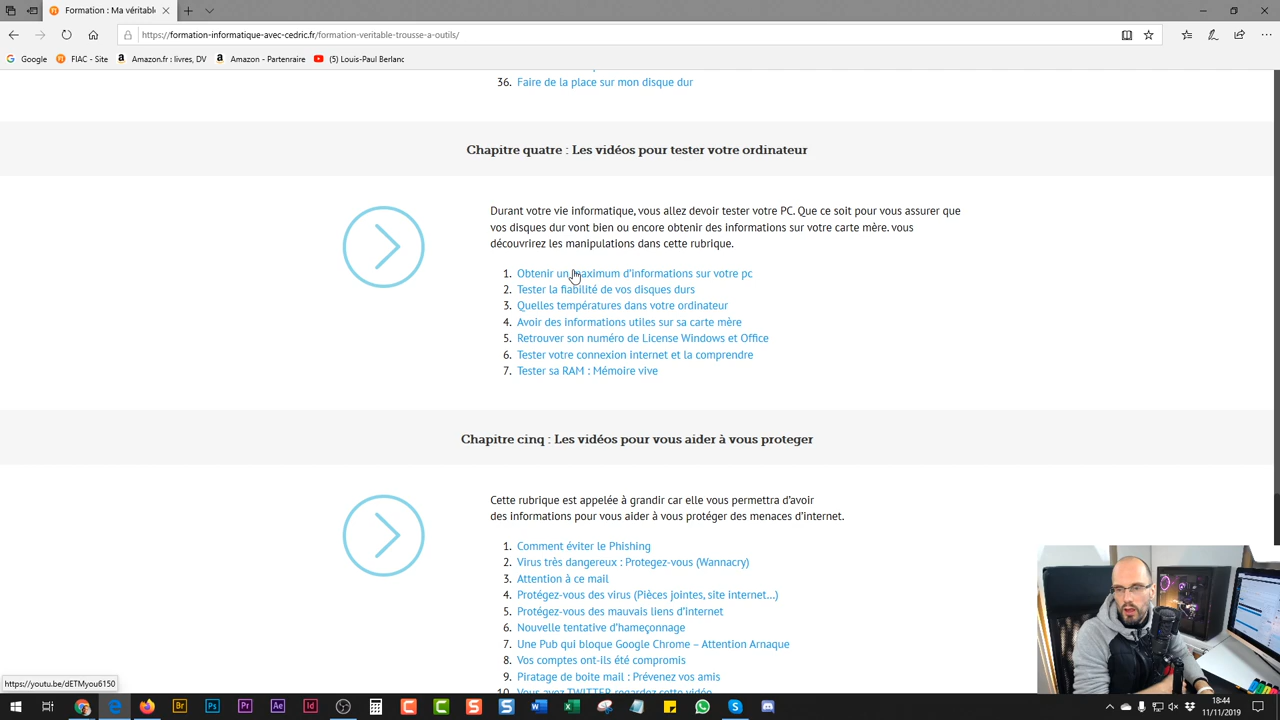 Formation : Ma véritable
https://formation-informatique-avec-cedric.fr/formation-veritable-trousse-a-outils/
Google
FIAC - Site
Amazon.fr : livres, DV
Amazon - Partenraire
(5) Louis-Paul Berlanc
36. Faire de la place sur mon disque dur
Chapitre quatre : Les vidéos pour tester votre ordinateur
Durant votre vie informatique, vous allez devoir tester votre PC. Que ce soit pour vous assurer que
vos disques dur vont bien ou encore obtenir des informations sur votre carte mère. vous
découvrirez les manipulations dans cette rubrique.
1. Obtenir un maximum d'informations sur votre pc
2. Tester la fiabilité de vos disques durs
3. Quelles températures dans votre ordinateur
4. Avoir des informations utiles sur sa carte mère
5. Retrouver son numéro de License Windows et Office
6. Tester votre connexion internet et la comprendre
7. Tester sa RAM : Mémoire vive
Chapitre cinq : Les vidéos pour vous aider à vous proteger
Cette rubrique est appelée à grandir car elle vous permettra d'avoir
des informations pour vous aider à vous protéger des menaces d'internet.
1. Comment éviter le Phishing
2. Virus très dangereux : Protegez-vous (Wannacry)
3. Attention à ce mail
4. Protégez-vous des virus (Pièces jointes, site internet...)
5. Protégez-vous des mauvais liens d'internet
6. Nouvelle tentative d'hameçonnage
7. Une Pub qui bloque Google Chrome – Attention Arnaque
8. Vos comptes ont-ils été compromis
9. Piratage de boite mail : Prévenez vos amis
10. Vous avez TWITTER regardez cette vidéo
https://youtu.be/dETMyou6150
18:44
11/11/2019